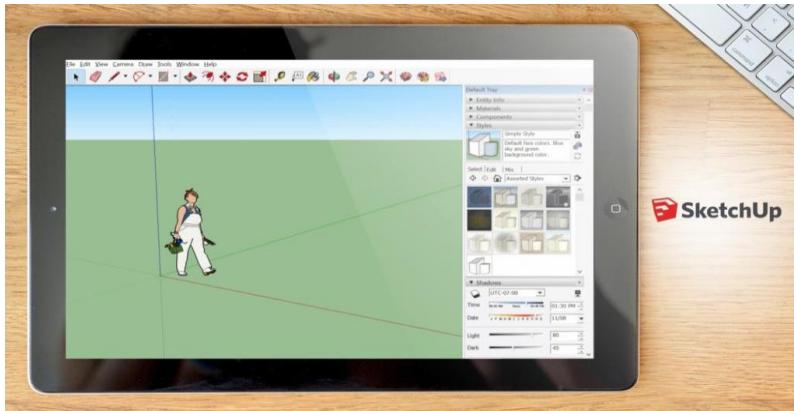 File Edit View Camera Draw Tools Window Help
Default Tray
Entity Info
Materials
Components
Styles
Simple Style
Default face colors. Blue
sky and green
background color.
Select Edit Mix
Assorted Styles
Shadows
UTC-07:00
Time 01:30 PM
Date J F M A M J J A S O N D 11/08
Light 80
Dark 45
SketchUp
command
option